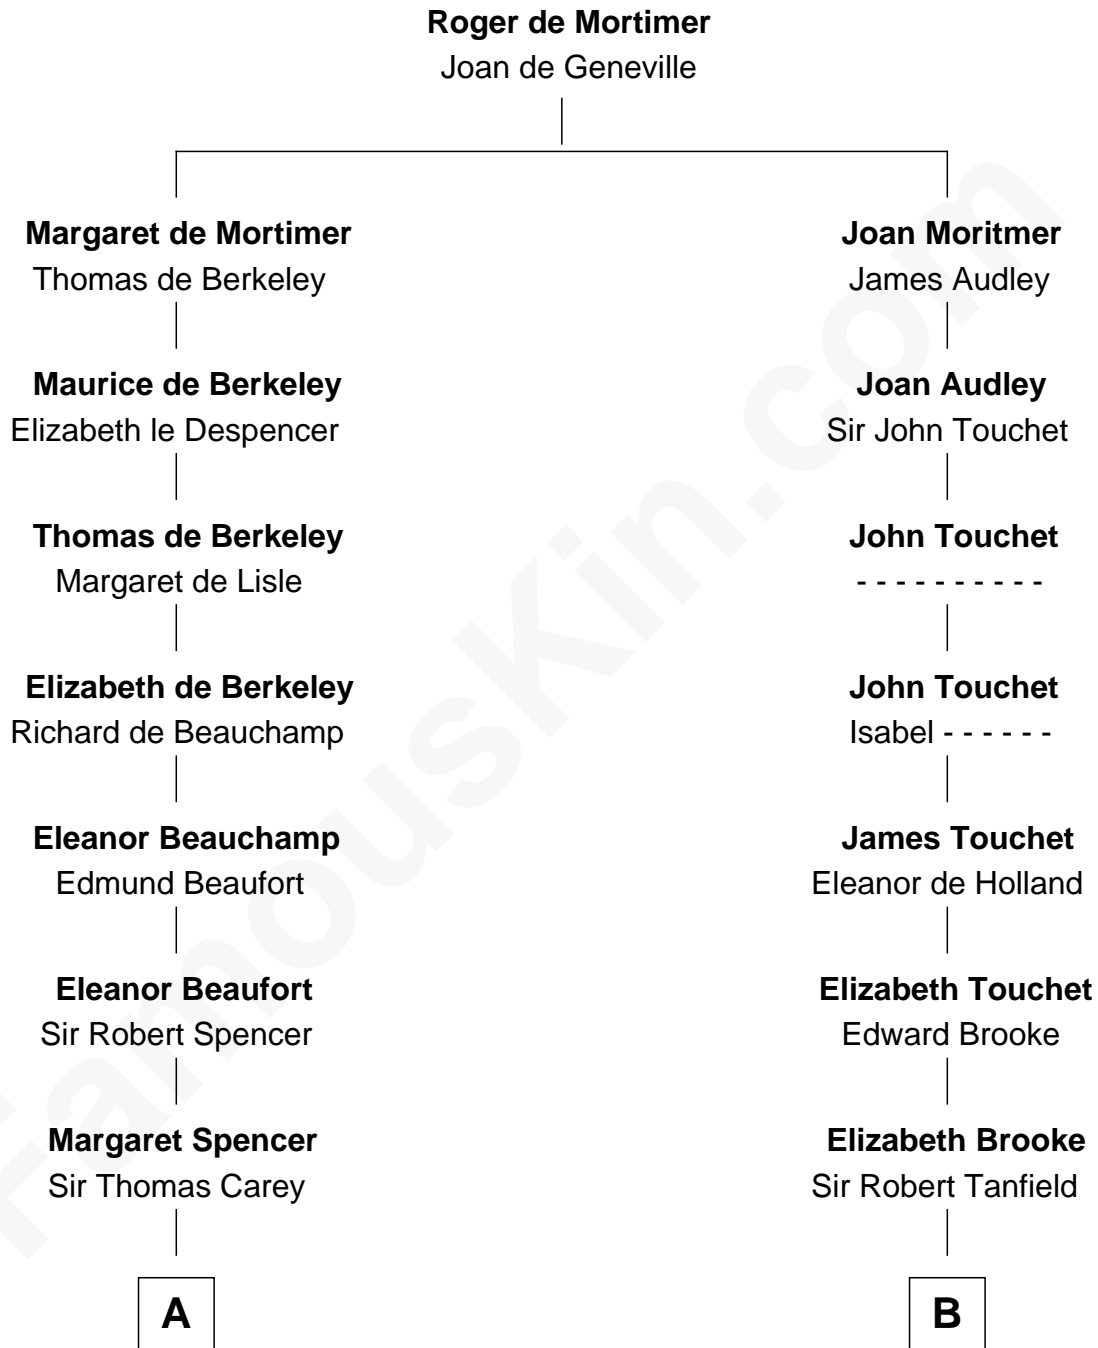 Roger de Mortimer
Joan de Geneville
Margaret de Mortimer
Thomas de Berkeley
Maurice de Berkeley
Elizabeth le Despencer
Thomas de Berkeley
Margaret de Lisle
Elizabeth de Berkeley
Richard de Beauchamp
Eleanor Beauchamp
Edmund Beaufort
Eleanor Beaufort
Sir Robert Spencer
Margaret Spencer
Sir Thomas Carey
A
Joan Moritmer
James Audley
Joan Audley
Sir John Touchet
John Touchet
- - - - - - - - - -
John Touchet
Isabel - - - - - -
James Touchet
Eleanor de Holland
Elizabeth Touchet
Edward Brooke
Elizabeth Brooke
Sir Robert Tanfield
B
FamousKin.com